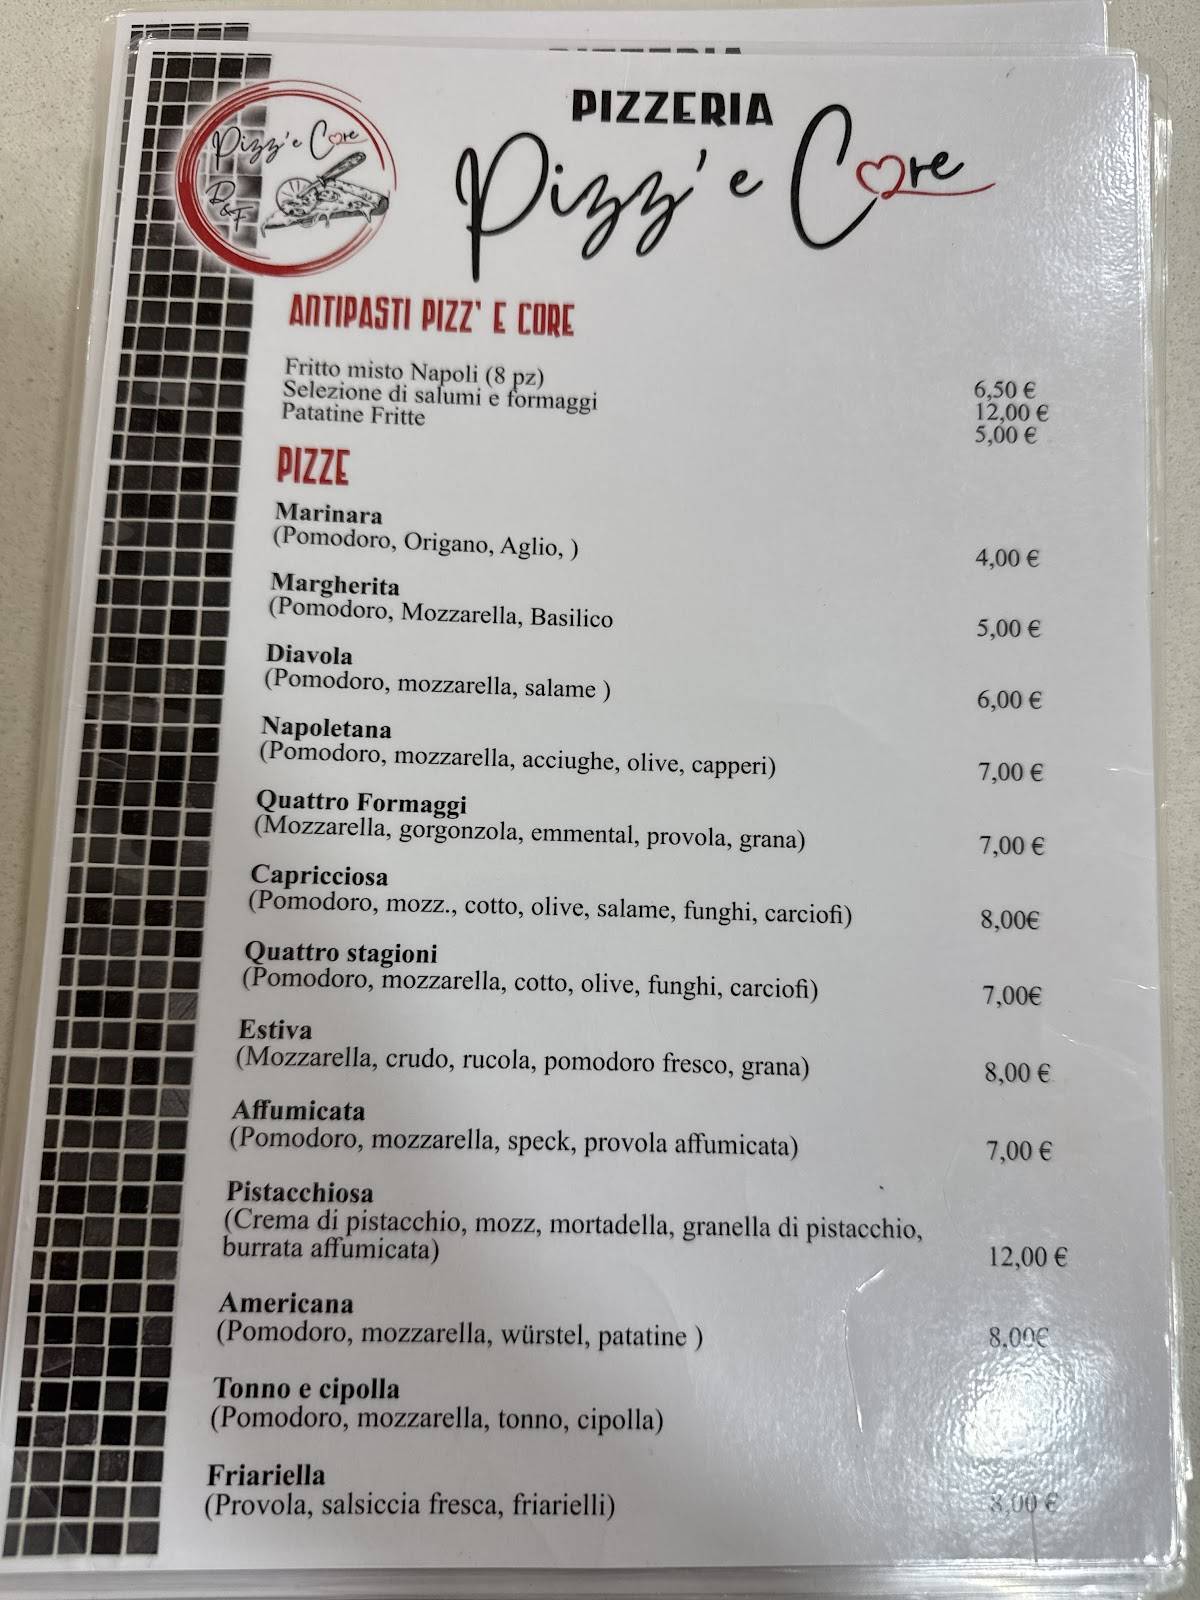 PIZZERIA
Pizz'e Core
Pizz'e Core
D&F
ANTIPASTI PIZZ' E CORE
Fritto misto Napoli (8 pz) 6,50 €
Selezione di salumi e formaggi 12,00 €
Patatine Fritte 5,00 €
PIZZE
Marinara
(Pomodoro, Origano, Aglio, ) 4,00 €
Margherita
(Pomodoro, Mozzarella, Basilico 5,00 €
Diavola
(Pomodoro, mozzarella, salame ) 6,00 €
Napoletana
(Pomodoro, mozzarella, acciughe, olive, capperi) 7,00 €
Quattro Formaggi
(Mozzarella, gorgonzola, emmental, provola, grana) 7,00 €
Capricciosa
(Pomodoro, mozz., cotto, olive, salame, funghi, carciofi) 8,00€
Quattro stagioni
(Pomodoro, mozzarella, cotto, olive, funghi, carciofi) 7,00€
Estiva
(Mozzarella, crudo, rucola, pomodoro fresco, grana) 8,00 €
Affumicata
(Pomodoro, mozzarella, speck, provola affumicata) 7,00 €
Pistacchiosa
(Crema di pistacchio, mozz, mortadella, granella di pistacchio,
burrata affumicata) 12,00 €
Americana
(Pomodoro, mozzarella, würstel, patatine ) 8,00€
Tonno e cipolla
(Pomodoro, mozzarella, tonno, cipolla)
Friariella
(Provola, salsiccia fresca, friarielli) 8,00 €